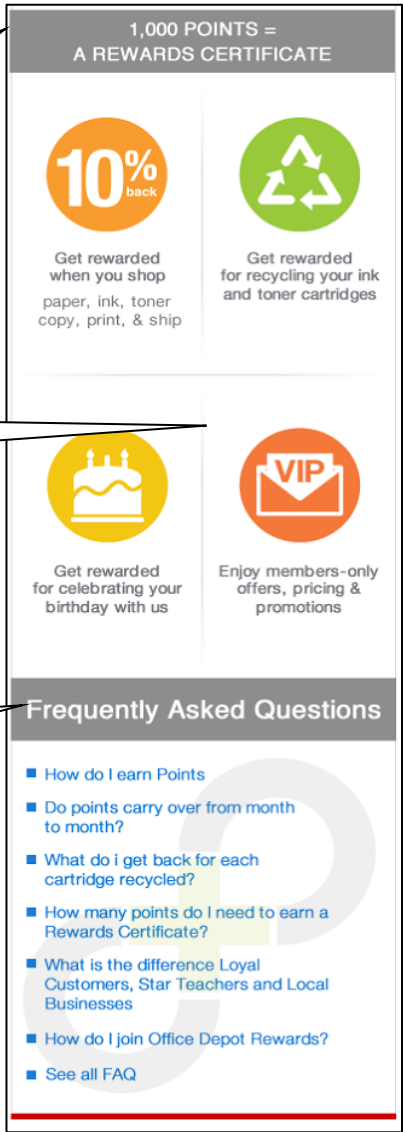 1,000 POINTS =
A REWARDS CERTIFICATE
10%
back
Get rewarded
when you shop
paper, ink, toner
copy, print, & ship
Get rewarded
for recycling your ink
and toner cartridges
Get rewarded
for celebrating your
birthday with us
VIP
Enjoy members-only
offers, pricing &
promotions
Frequently Asked Questions
How do I earn Points
Do points carry over from month
to month?
What do i get back for each
cartridge recycled?
How many points do I need to earn a
Rewards Certificate?
What is the difference Loyal
Customers, Star Teachers and Local
Businesses
How do I join Office Depot Rewards?
See all FAQ